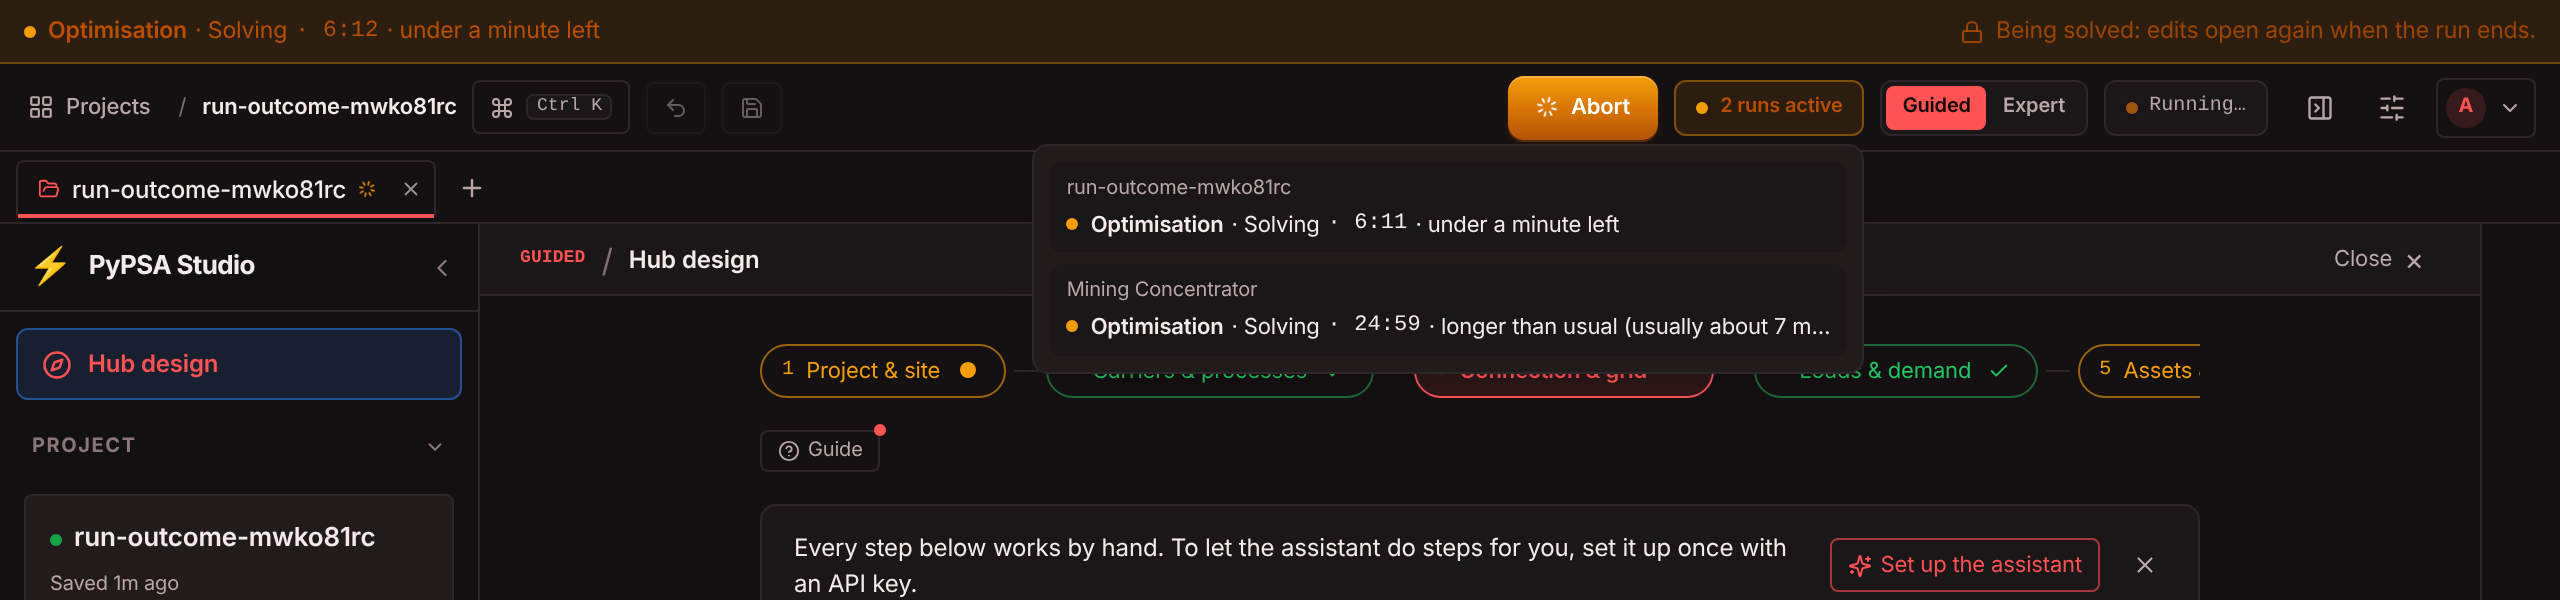 Optimisation · Solving · 6:12 · under a minute left
Being solved: edits open again when the run ends.
Projects / run-outcome-mwko81rc
Ctrl K
Abort
2 runs active
Guided
Expert
Running…
A
run-outcome-mwko81rc
run-outcome-mwko81rc
Optimisation · Solving · 6:11 · under a minute left
Mining Concentrator
Optimisation · Solving · 24:59 · longer than usual (usually about 7 m…
PyPSA Studio
GUIDED / Hub design
Close
Hub design
1 Project & site
Carriers & processes
Connection & grid
Loads & demand
5 Assets
PROJECT
Guide
run-outcome-mwko81rc
Saved 1m ago
Every step below works by hand. To let the assistant do steps for you, set it up once with
an API key.
Set up the assistant